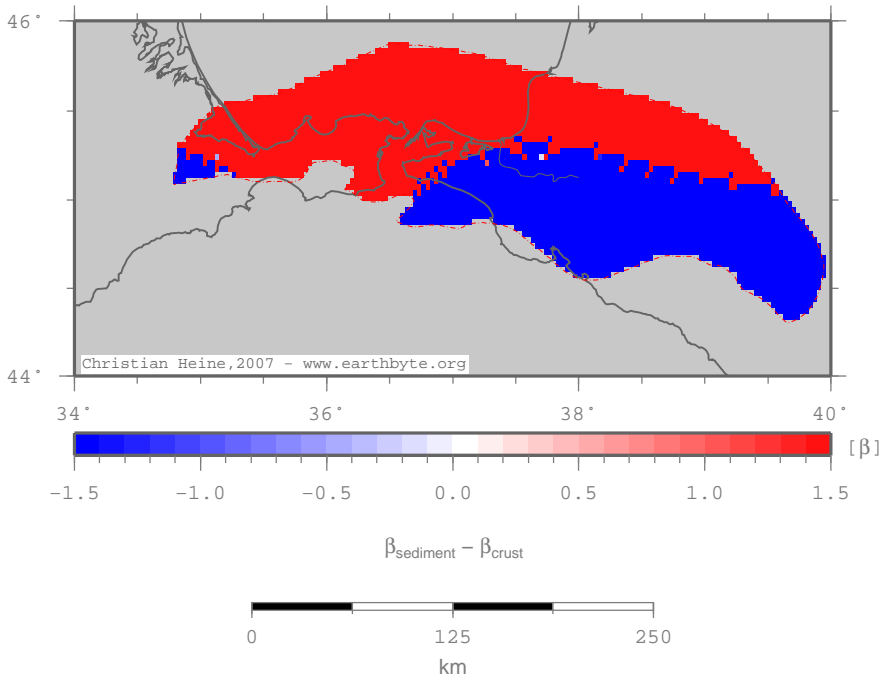 46°
44°
Christian Heine,2007 - www.earthbyte.org
34° 36° 38° 40°
[β]
-1.5 -1.0 -0.5 0.0 0.5 1.0 1.5
βsediment – βcrust
0 125 250
km